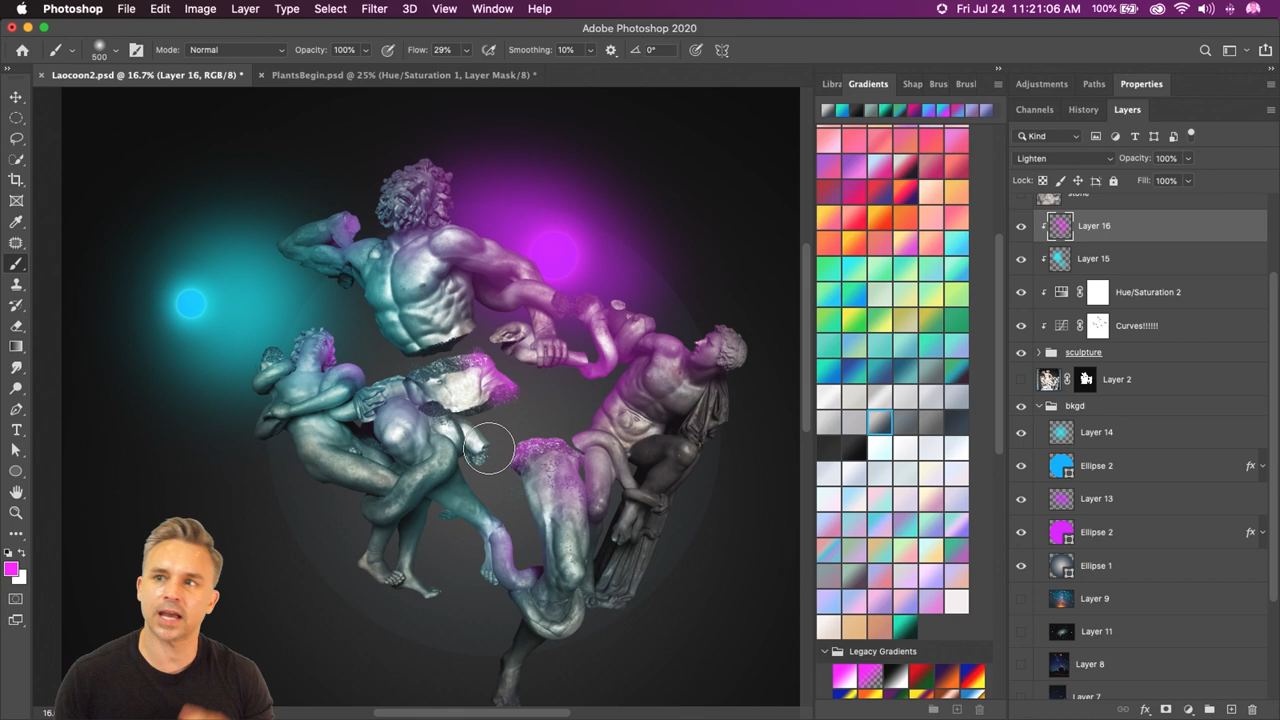 Photoshop File Edit Image Layer Type Select Filter 3D View Window Help Fri Jul 24 11:21:06 AM 100%
Adobe Photoshop 2020
500 Mode: Normal Opacity: 100% Flow: 29% Smoothing: 10% 0°
× Laocoon2.psd @ 16.7% (Layer 16, RGB/8) * × PlantsBegin.psd @ 25% (Hue/Saturation 1, Layer Mask/8) *
Libra Gradients Shap Brus Brusl
Adjustments Paths Properties
Channels History Layers
Kind
Lighten Opacity: 100%
Lock: Fill: 100%
stone
Layer 16
Layer 15
Hue/Saturation 2
Curves!!!!!!
sculpture
Layer 2
bkgd
Layer 14
Ellipse 2 fx
Layer 13
Ellipse 2 fx
Ellipse 1
Layer 9
Layer 11
Layer 8
Layer 7
Legacy Gradients
16.
fx